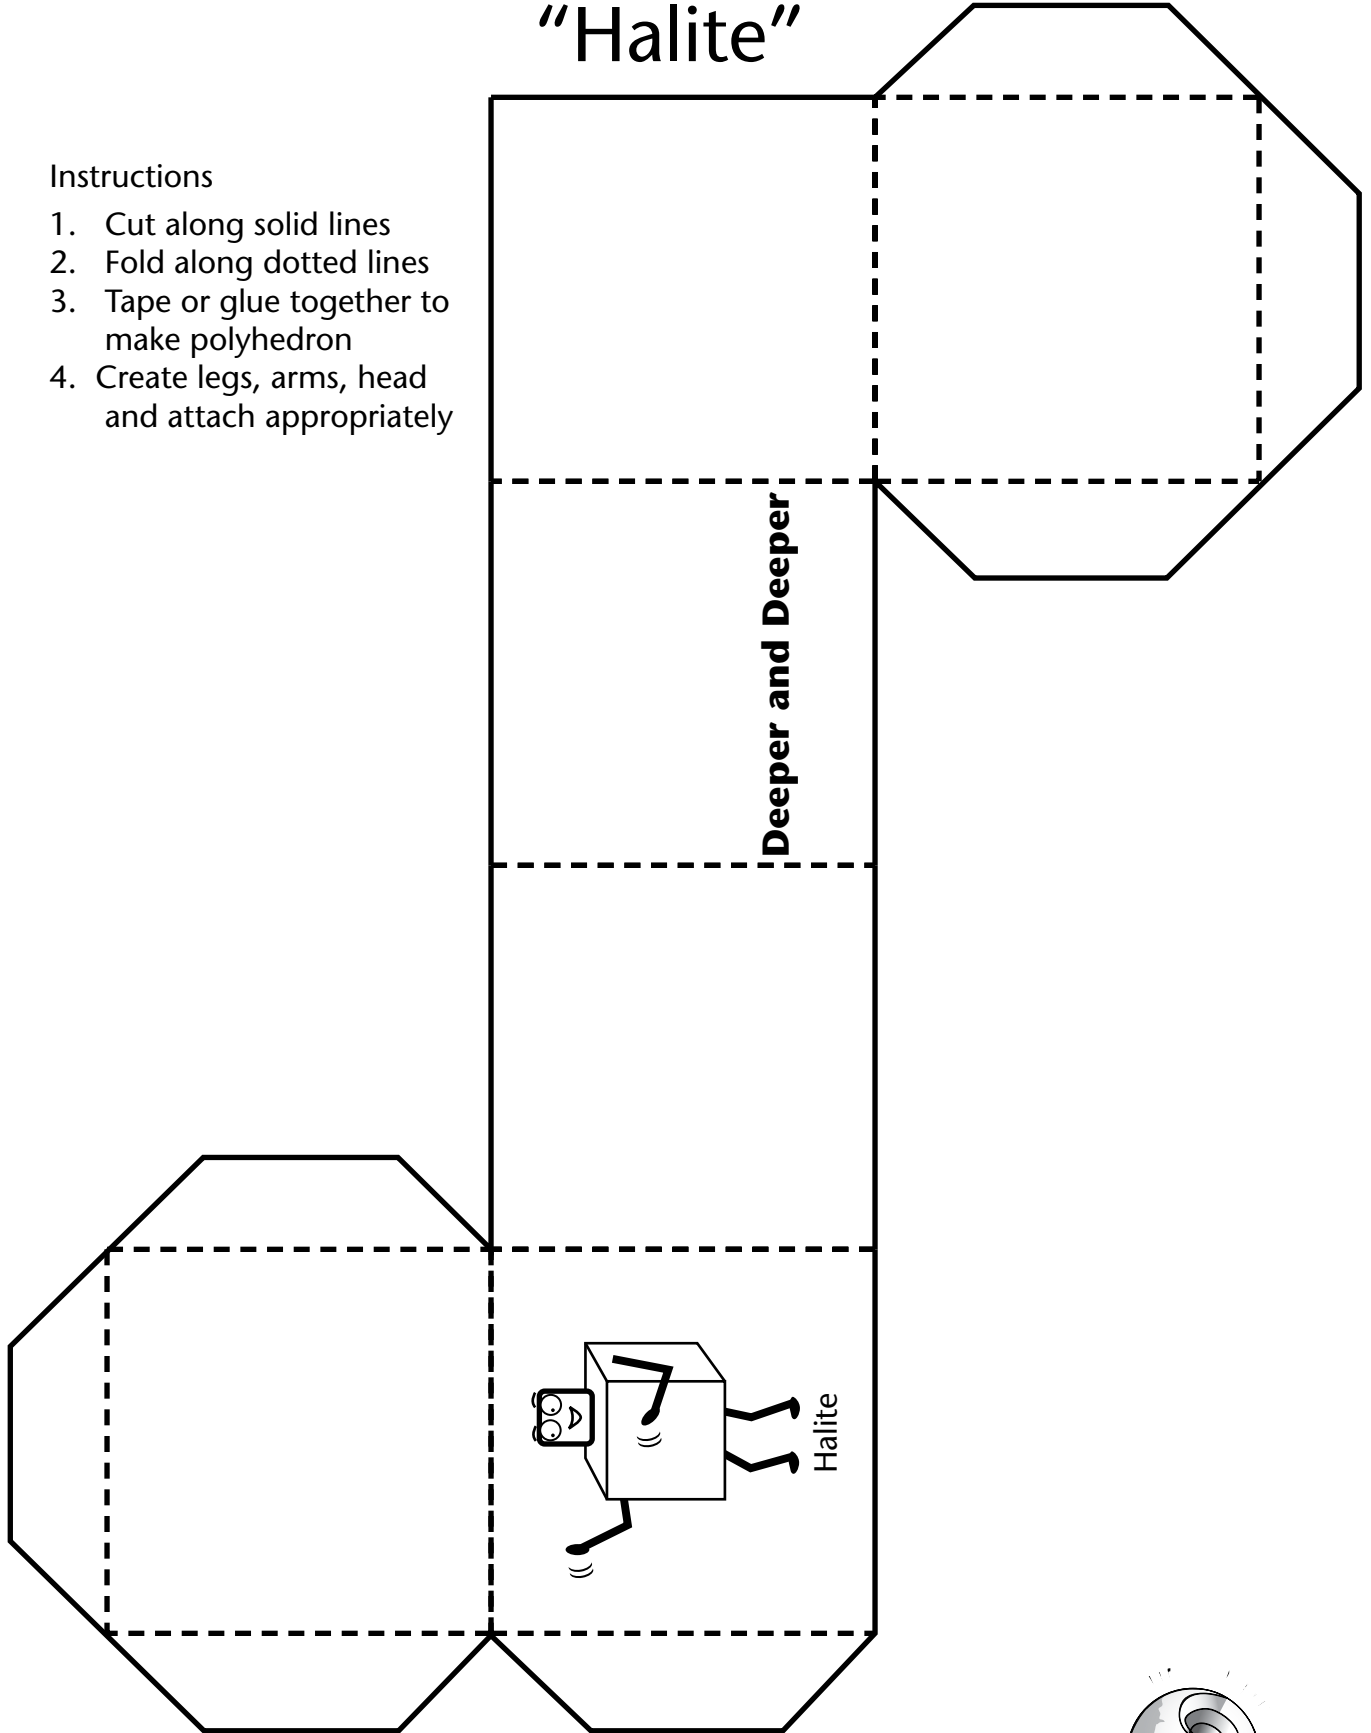 “Halite”
Instructions
1. Cut along solid lines
2. Fold along dotted lines
3. Tape or glue together to
make polyhedron
4. Create legs, arms, head
and attach appropriately
Deeper and Deeper
Halite